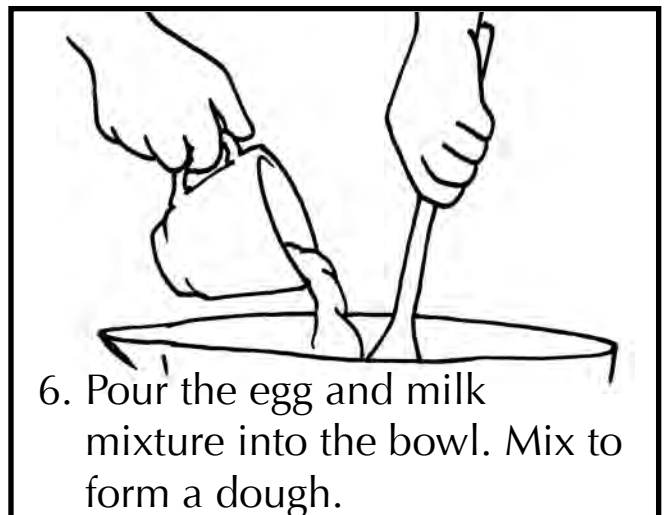 6. Pour the egg and milk
mixture into the bowl. Mix to
form a dough.